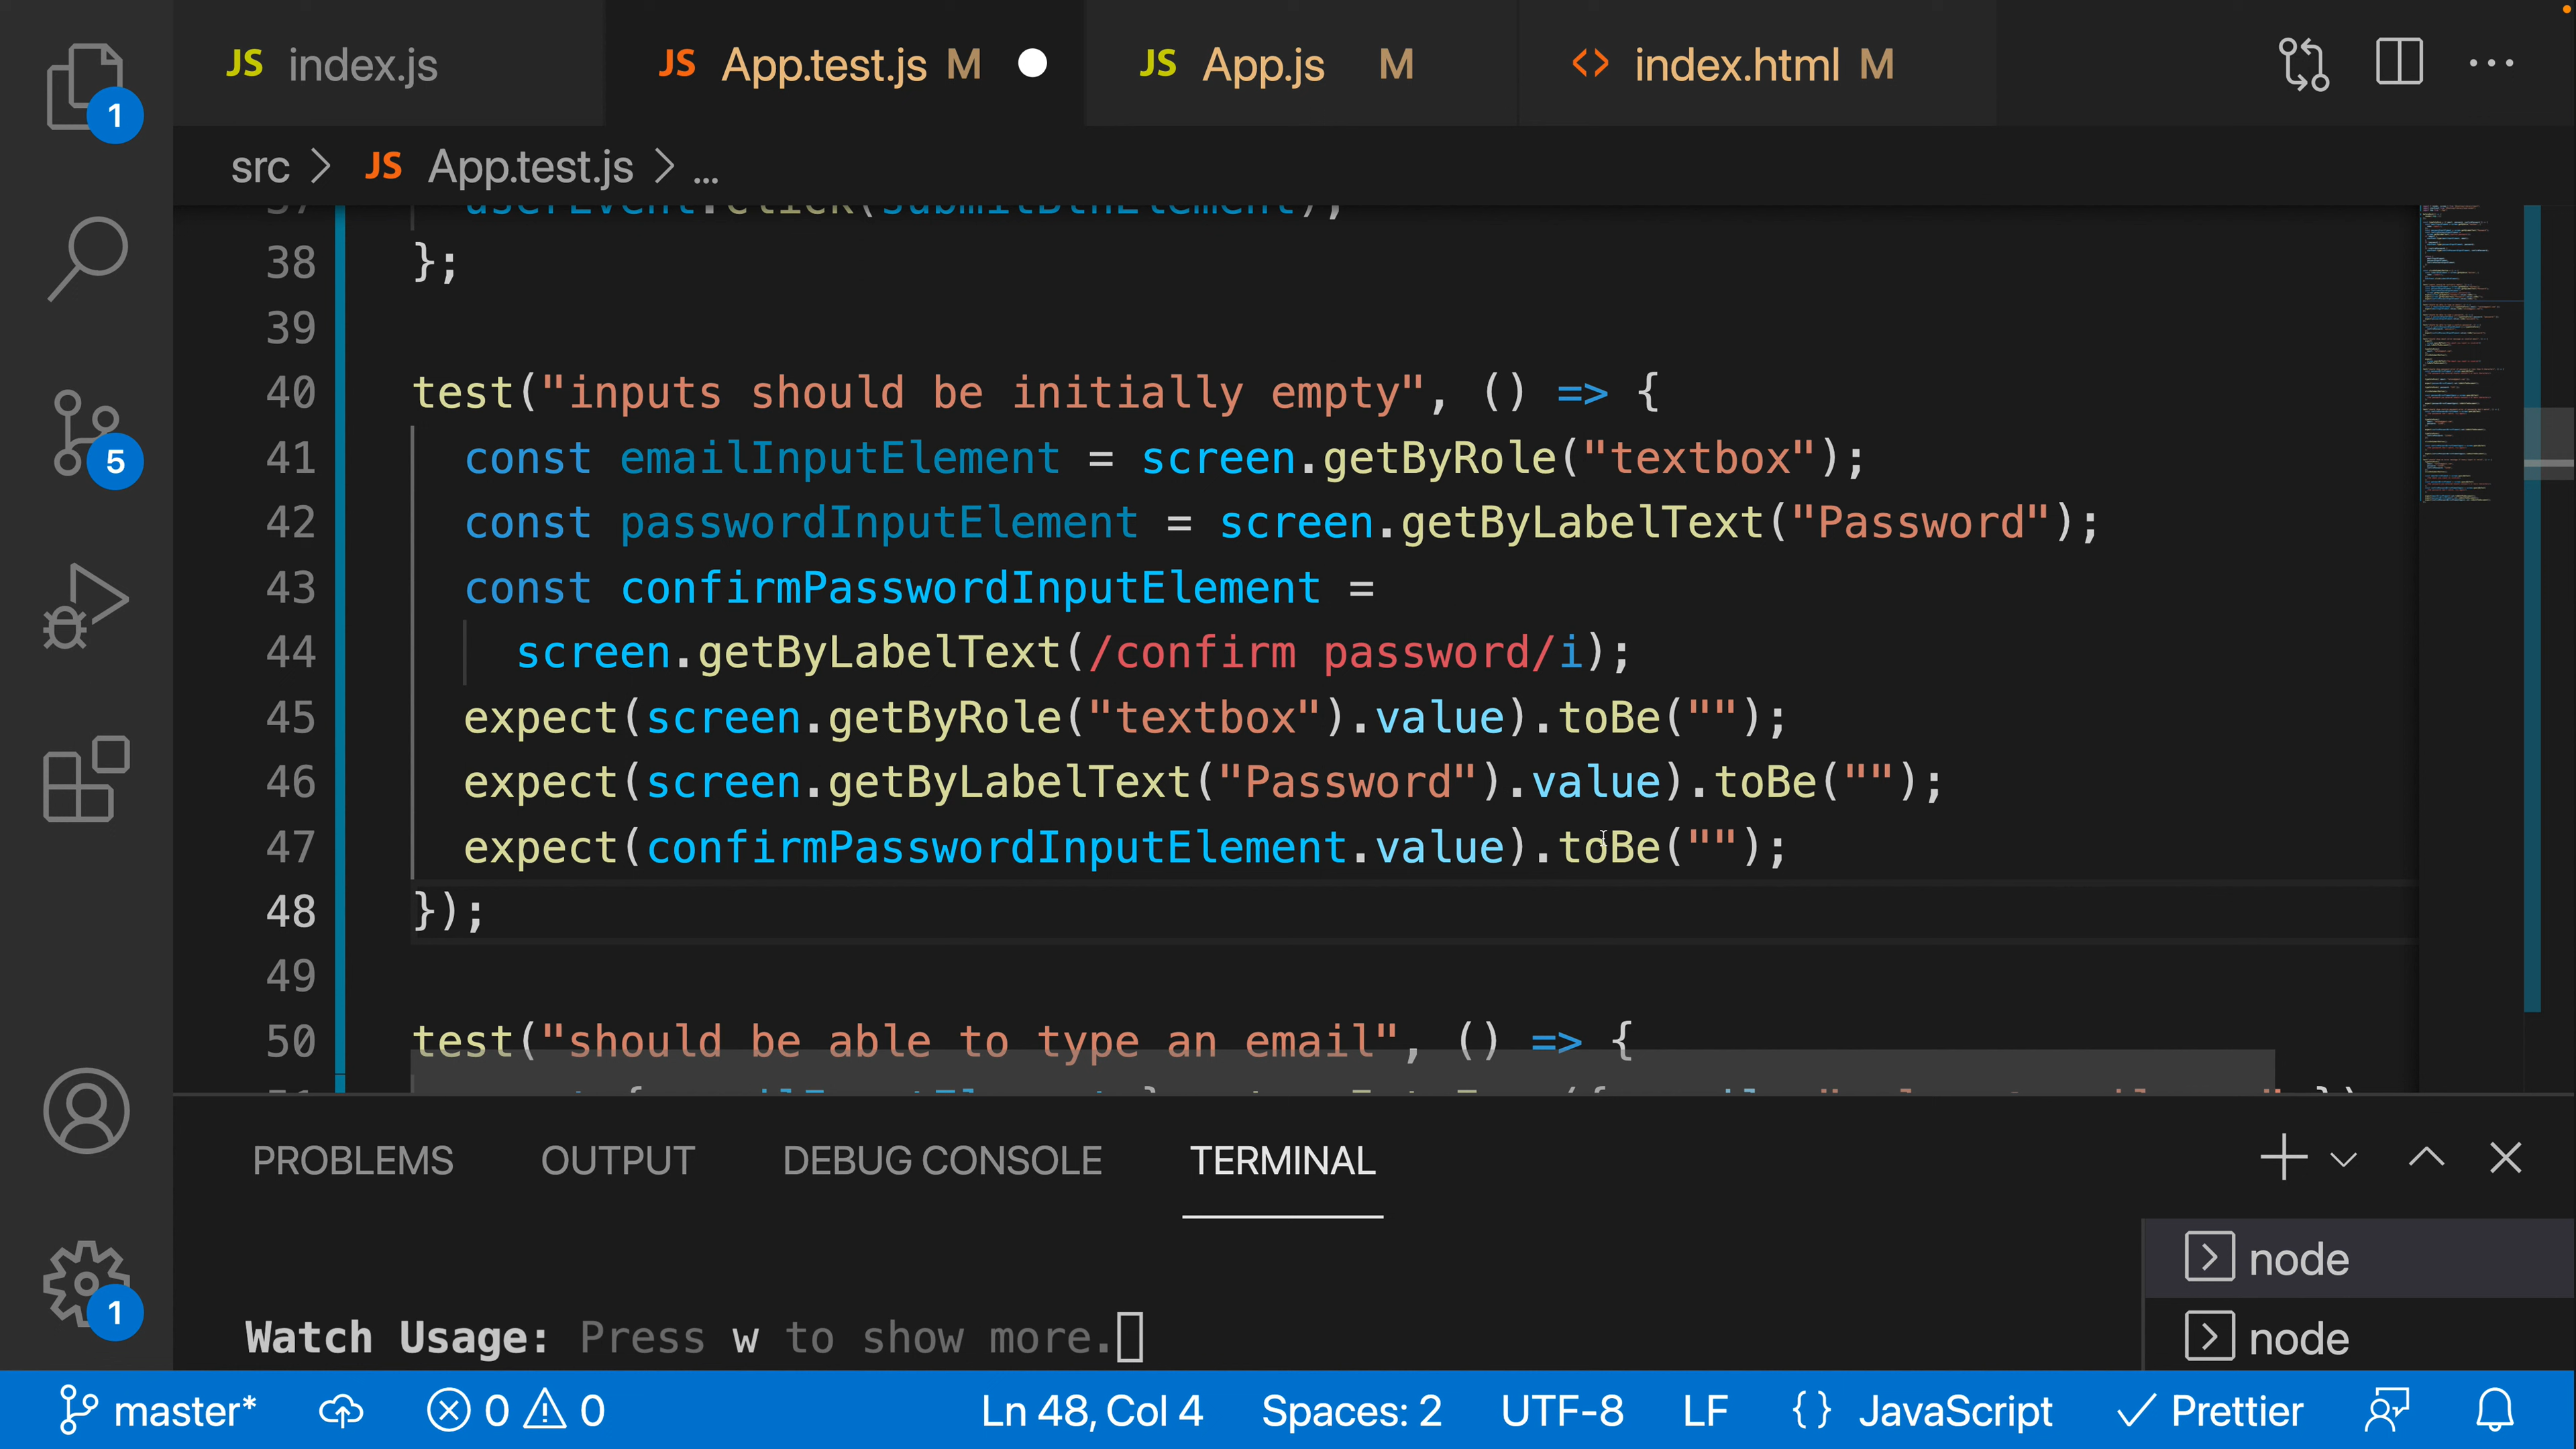 JS index.js
JS App.test.js M
JS App.js M
<> index.html M
src > JS App.test.js > ...
1
5
1
37 userEvent.click(submitBtnElement);
38 };
39
40 test("inputs should be initially empty", () => {
41 const emailInputElement = screen.getByRole("textbox");
42 const passwordInputElement = screen.getByLabelText("Password");
43 const confirmPasswordInputElement =
44 screen.getByLabelText(/confirm password/i);
45 expect(screen.getByRole("textbox").value).toBe("");
46 expect(screen.getByLabelText("Password").value).toBe("");
47 expect(confirmPasswordInputElement.value).toBe("");
48 });
49
50 test("should be able to type an email", () => {
PROBLEMS OUTPUT DEBUG CONSOLE TERMINAL
node
node
Watch Usage: Press w to show more.
master* 0 0 Ln 48, Col 4 Spaces: 2 UTF-8 LF {} JavaScript Prettier